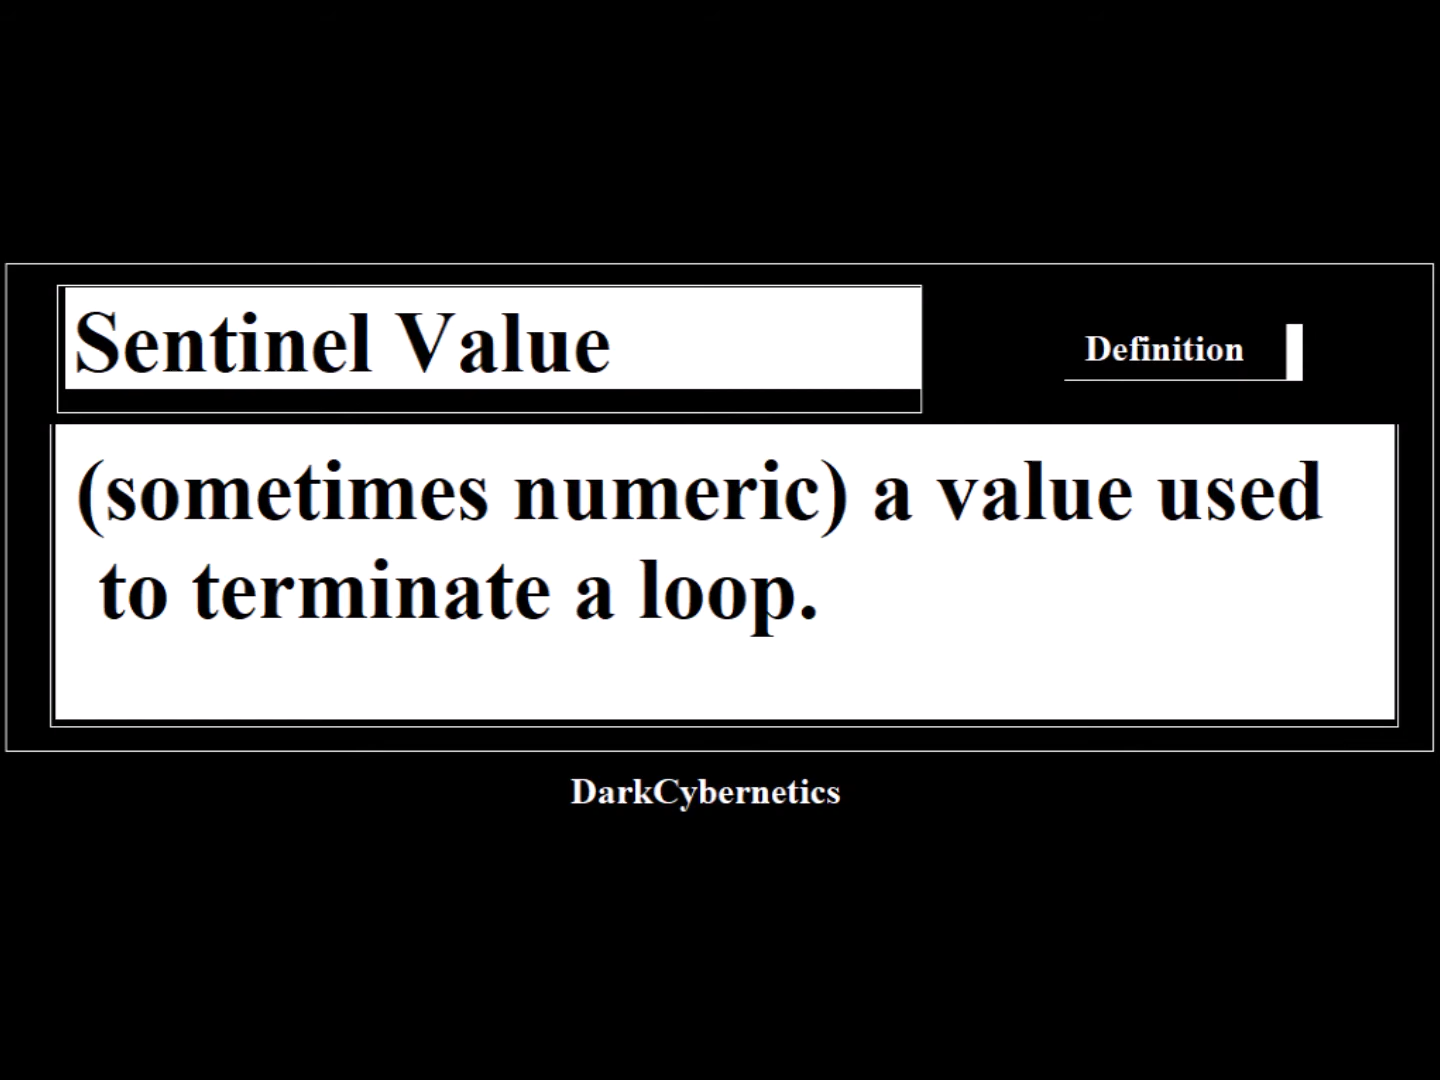 Sentinel Value
Definition
(sometimes numeric) a value used
to terminate a loop.
DarkCybernetics